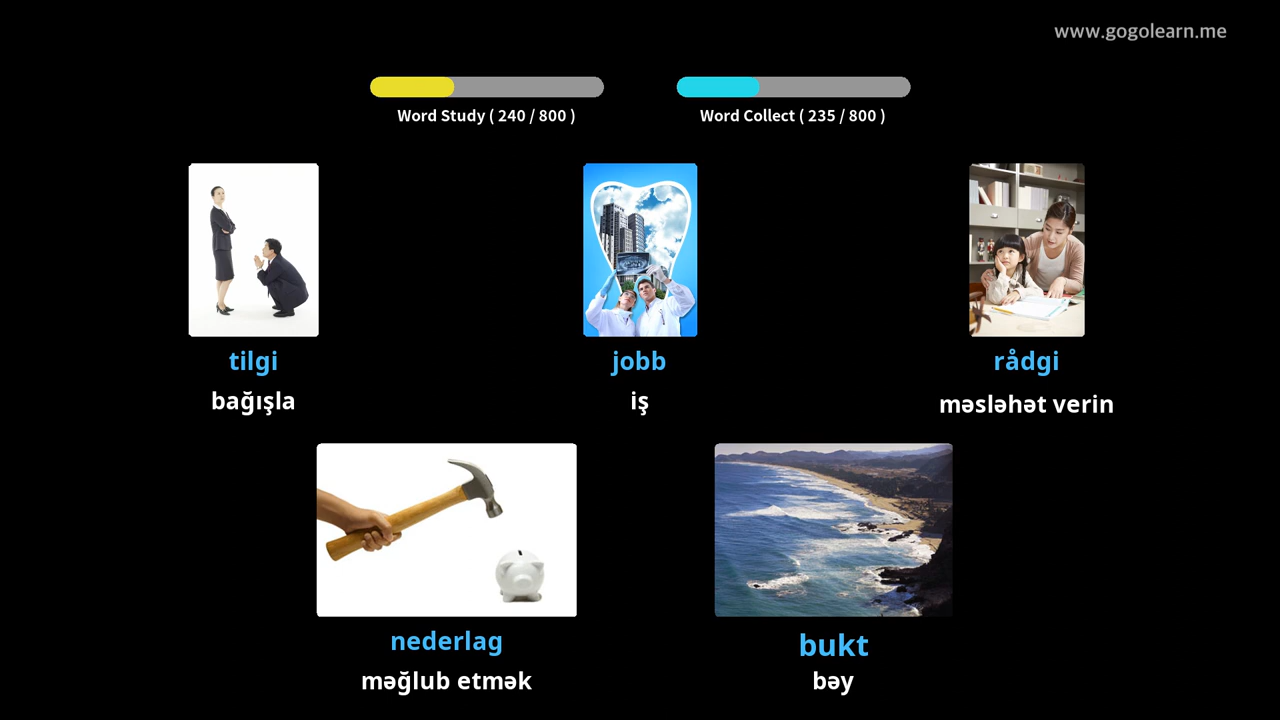 www.gogolearn.me
Word Study ( 240 / 800 )
Word Collect ( 235 / 800 )
tilgi
bağışla
jobb
iş
rådgi
məsləhət verin
nederlag
məğlub etmək
bukt
bəy